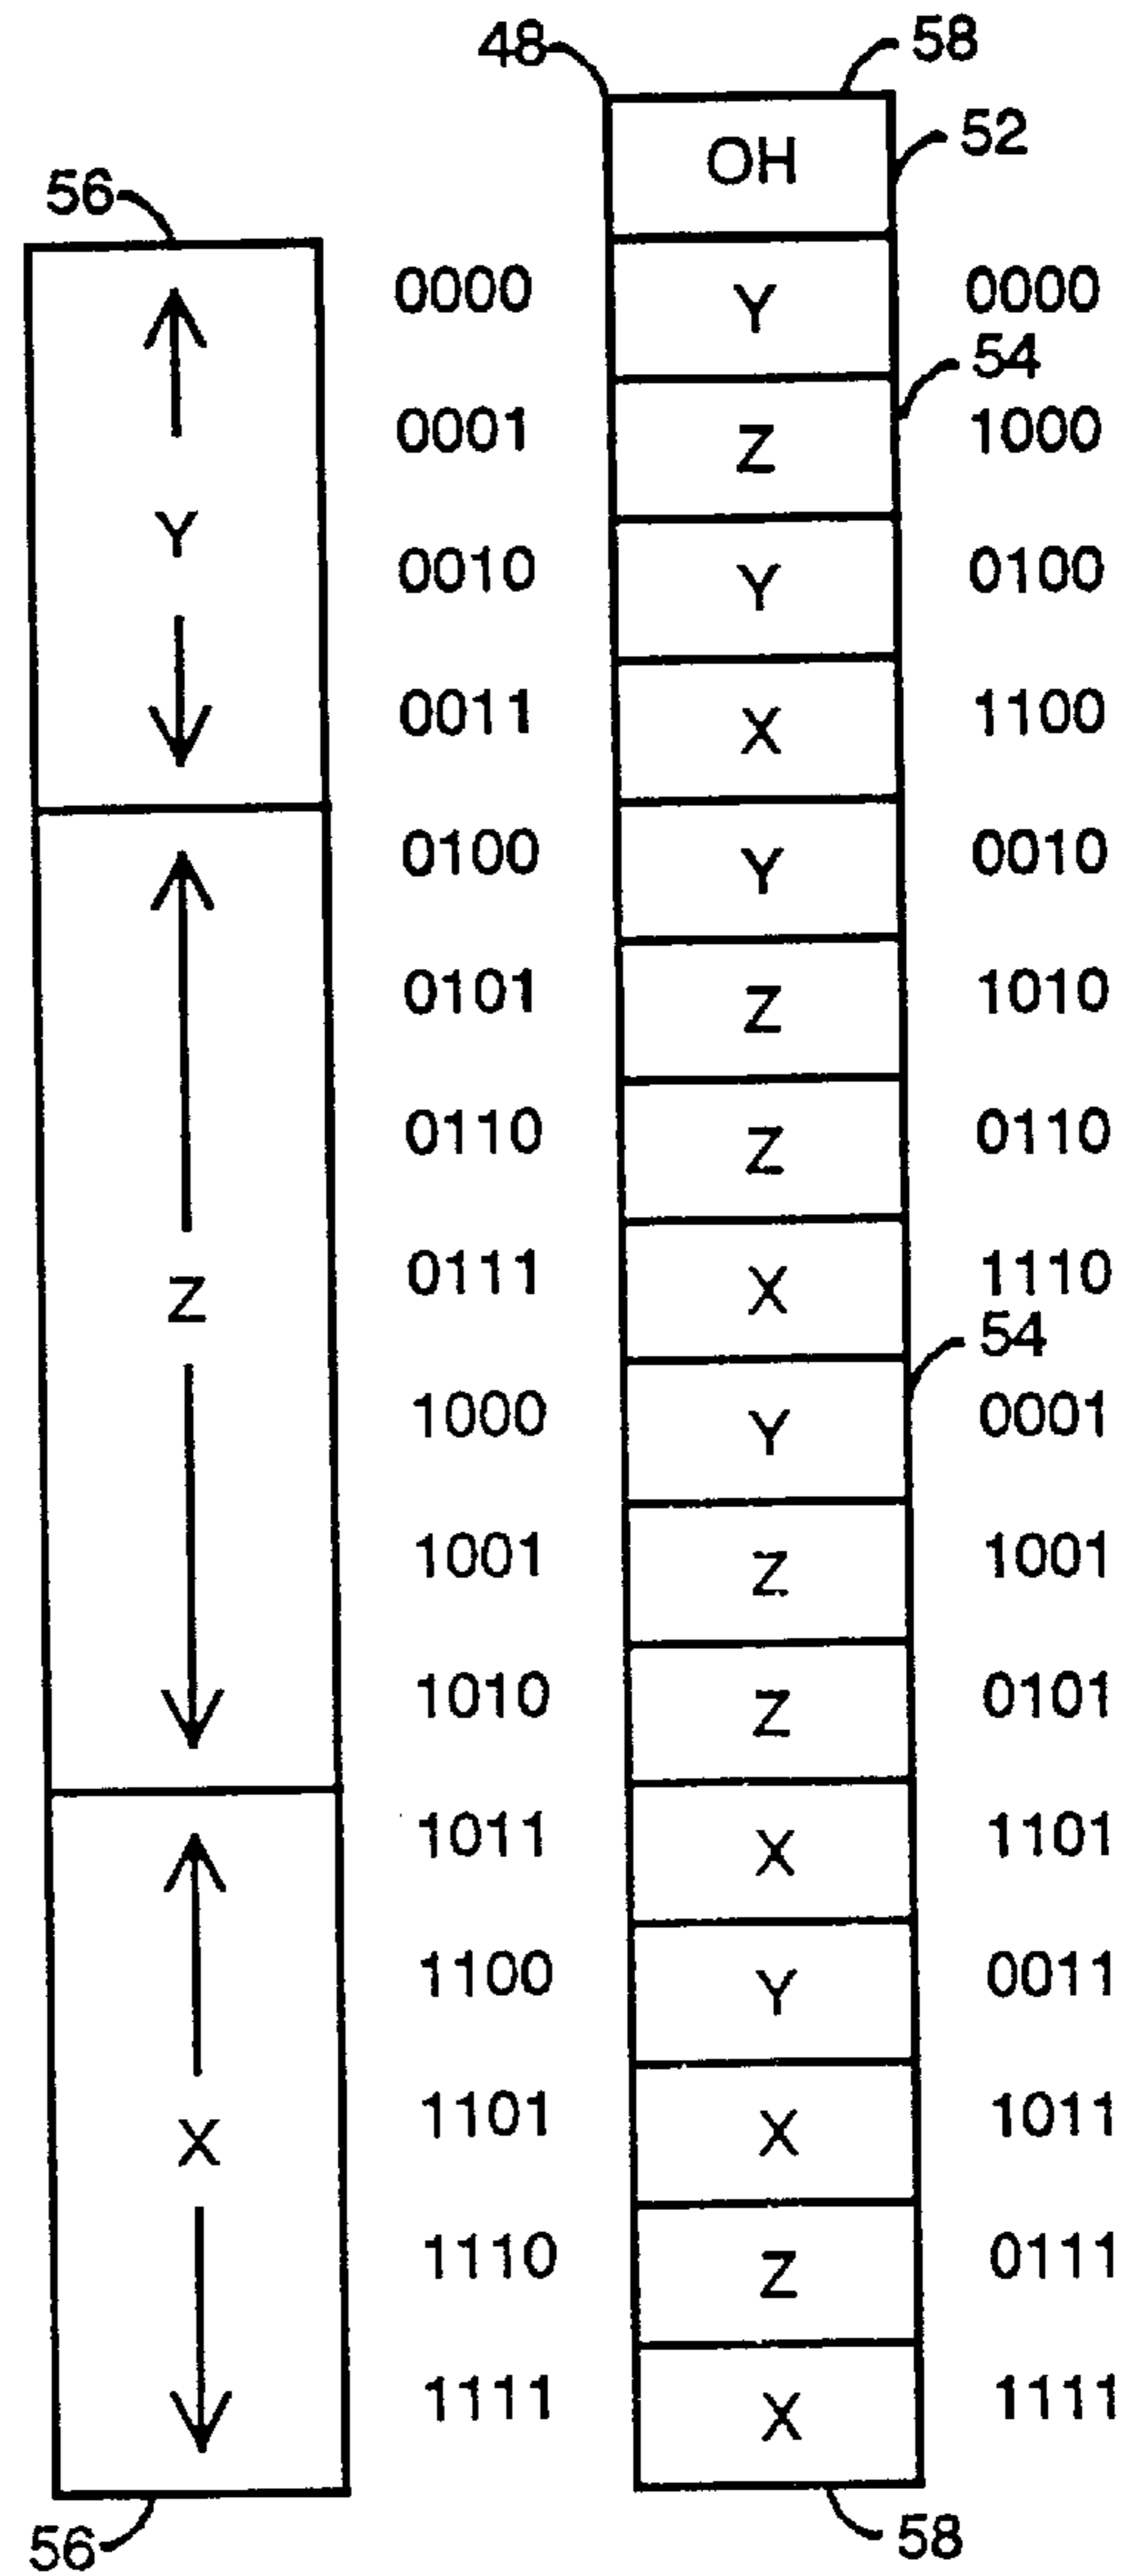 48 58
OH 52
56
0000 Y 0000
54
0001 Z 1000
Y
0010 Y 0100
0011 X 1100
0100 Y 0010
0101 Z 1010
0110 Z 0110
0111 X 1110
Z
54
1000 Y 0001
1001 Z 1001
1010 Z 0101
1011 X 1101
1100 Y 0011
X 1101 X 1011
1110 Z 0111
1111 X 1111
56 58